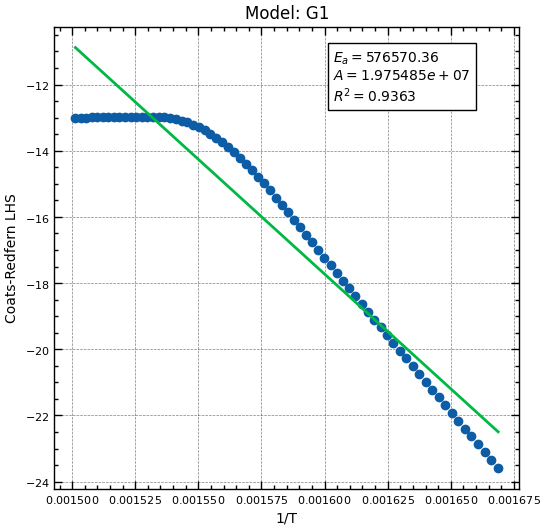 Model: G1
E_a = 576570.36
A = 1.975485e + 07
R² = 0.9363
−12
−14
−16
−18
−20
−22
−24
Coats-Redfern LHS
0.001500 0.001525 0.001550 0.001575 0.001600 0.001625 0.001650 0.001675
1/T